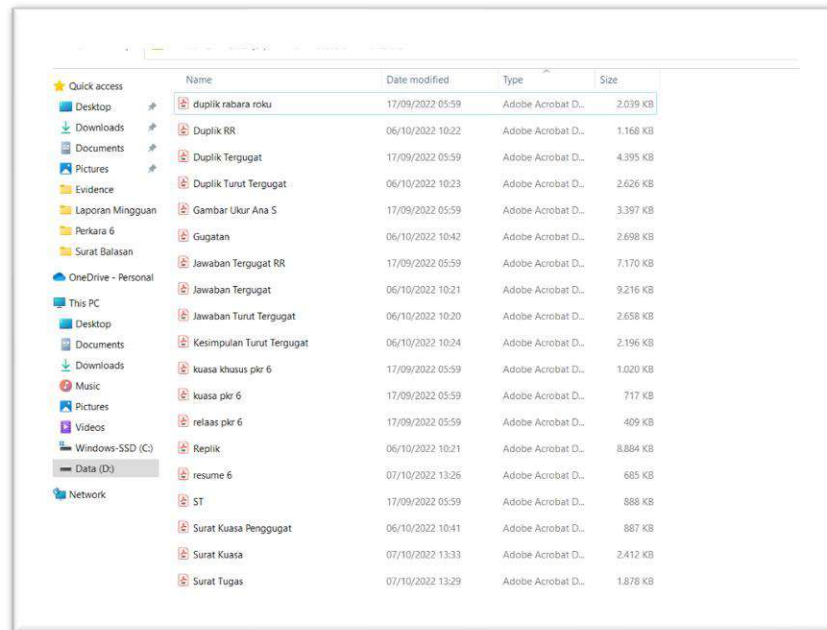 Name Date modified Type Size
Quick access
Desktop
Downloads
Documents
Pictures
Evidence
Laporan Mingguan
Perkara 6
Surat Balasan
OneDrive - Personal
This PC
Desktop
Documents
Downloads
Music
Pictures
Videos
Windows-SSD (C:)
Data (D:)
Network
duplik rabara roku 17/09/2022 05:59 Adobe Acrobat D... 2.039 KB
Duplik RR 06/10/2022 10:22 Adobe Acrobat D... 1.168 KB
Duplik Tergugat 17/09/2022 05:59 Adobe Acrobat D... 4.395 KB
Duplik Turut Tergugat 06/10/2022 10:23 Adobe Acrobat D... 2.626 KB
Gambar Ukur Ana S 17/09/2022 05:59 Adobe Acrobat D... 3.397 KB
Gugatan 06/10/2022 10:42 Adobe Acrobat D... 2.698 KB
Jawaban Tergugat RR 17/09/2022 05:59 Adobe Acrobat D... 7.170 KB
Jawaban Tergugat 06/10/2022 10:21 Adobe Acrobat D... 9.216 KB
Jawaban Turut Tergugat 06/10/2022 10:20 Adobe Acrobat D... 2.658 KB
Kesimpulan Turut Tergugat 06/10/2022 10:24 Adobe Acrobat D... 2.196 KB
kuasa khusus pkr 6 17/09/2022 05:59 Adobe Acrobat D... 1.020 KB
kuasa pkr 6 17/09/2022 05:59 Adobe Acrobat D... 717 KB
relaas pkr 6 17/09/2022 05:59 Adobe Acrobat D... 409 KB
Replik 06/10/2022 10:21 Adobe Acrobat D... 8.884 KB
resume 6 07/10/2022 13:26 Adobe Acrobat D... 685 KB
ST 17/09/2022 05:59 Adobe Acrobat D... 888 KB
Surat Kuasa Penggugat 06/10/2022 10:41 Adobe Acrobat D... 887 KB
Surat Kuasa 07/10/2022 13:33 Adobe Acrobat D... 2.412 KB
Surat Tugas 07/10/2022 13:29 Adobe Acrobat D... 1.878 KB